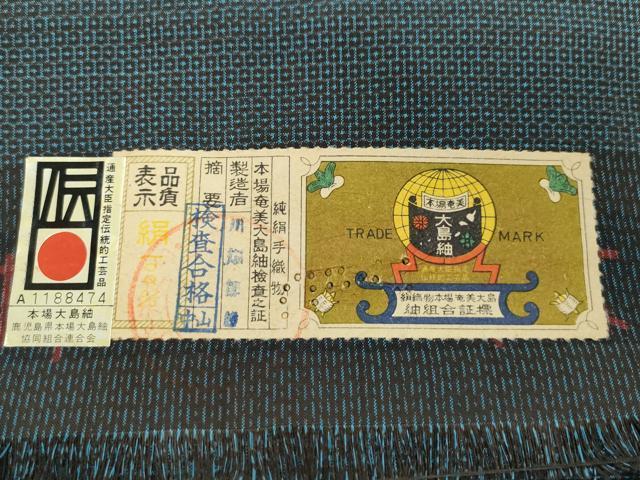 伝
通産大臣指定伝統的工芸品
A1188474
本場大島紬
鹿児島県本場大島紬
協同組合連合会
品質
表示
絹
摘要
検査合格
製造者
本場奄美大島紬検査之証
純絹手織物
本場奄美
大島紬
TRADE MARK
絹織物本場奄美大島
紬組合証標